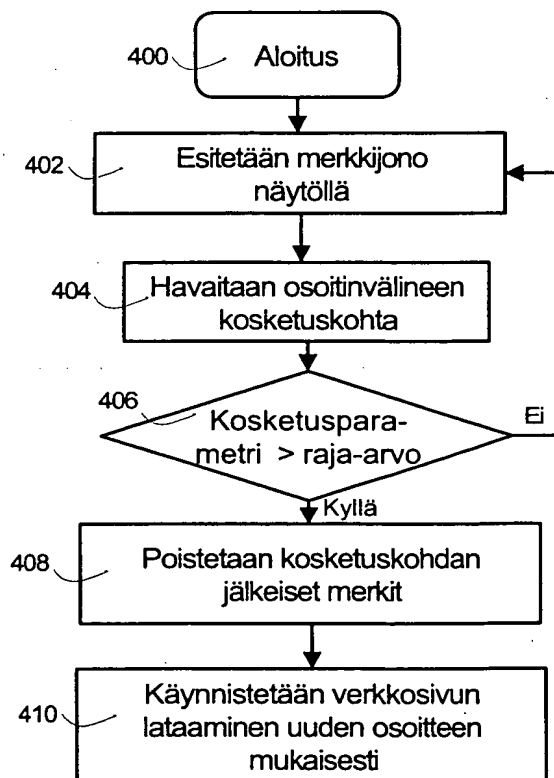 400
Aloitus
402
Esitetään merkkijono
näytöllä
404
Havaitaan osoitinvälineen
kosketuskohta
406
Kosketuspara-
metri > raja-arvo
Ei
Kyllä
408
Poistetaan kosketuskohdan
jälkeiset merkit
410
Käynnistetään verkkosivun
lataaminen uuden osoitteen
mukaisesti